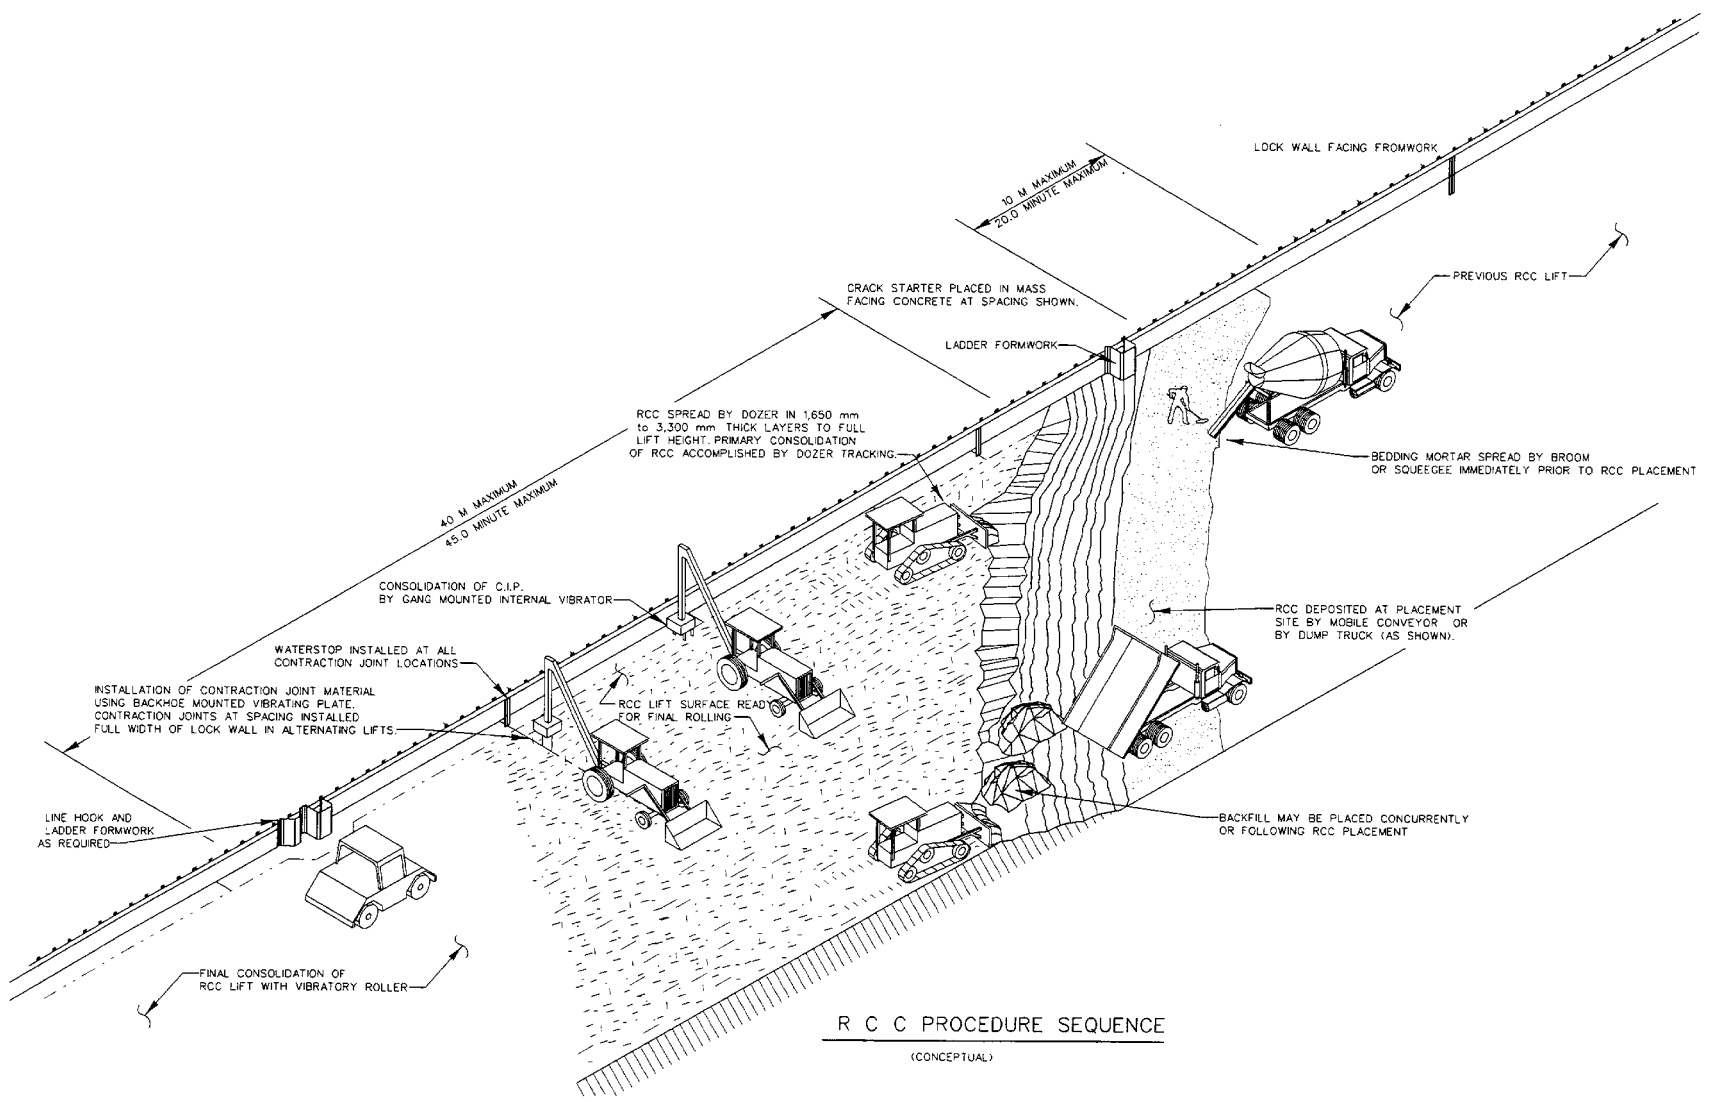 LOCK WALL FACING FROMWORK
10 M MAXIMUM
20.0 MINUTE MAXIMUM
PREVIOUS RCC LIFT
CRACK STARTER PLACED IN MASS
FACING CONCRETE AT SPACING SHOWN.
LADDER FORMWORK
RCC SPREAD BY DOZER IN 1,650 mm
to 3,300 mm THICK LAYERS TO FULL
LIFT HEIGHT. PRIMARY CONSOLIDATION
OF RCC ACCOMPLISHED BY DOZER TRACKING.
BEDDING MORTAR SPREAD BY BROOM
OR SQUEEGEE IMMEDIATELY PRIOR TO RCC PLACEMENT
40 M MAXIMUM
45.0 MINUTE MAXIMUM
CONSOLIDATION OF C.I.P.
BY GANG MOUNTED INTERNAL VIBRATOR
RCC DEPOSITED AT PLACEMENT
SITE BY MOBILE CONVEYOR OR
BY DUMP TRUCK (AS SHOWN).
WATERSTOP INSTALLED AT ALL
CONTRACTION JOINT LOCATIONS
INSTALLATION OF CONTRACTION JOINT MATERIAL
USING BACKHOE MOUNTED VIBRATING PLATE.
CONTRACTION JOINTS AT SPACING INSTALLED
FULL WIDTH OF LOCK WALL IN ALTERNATING LIFTS.
RCC LIFT SURFACE READY
FOR FINAL ROLLING
LINE HOOK AND
LADDER FORMWORK
AS REQUIRED
BACKFILL MAY BE PLACED CONCURRENTLY
OR FOLLOWING RCC PLACEMENT
FINAL CONSOLIDATION OF
RCC LIFT WITH VIBRATORY ROLLER
R C C PROCEDURE SEQUENCE
(CONCEPTUAL)